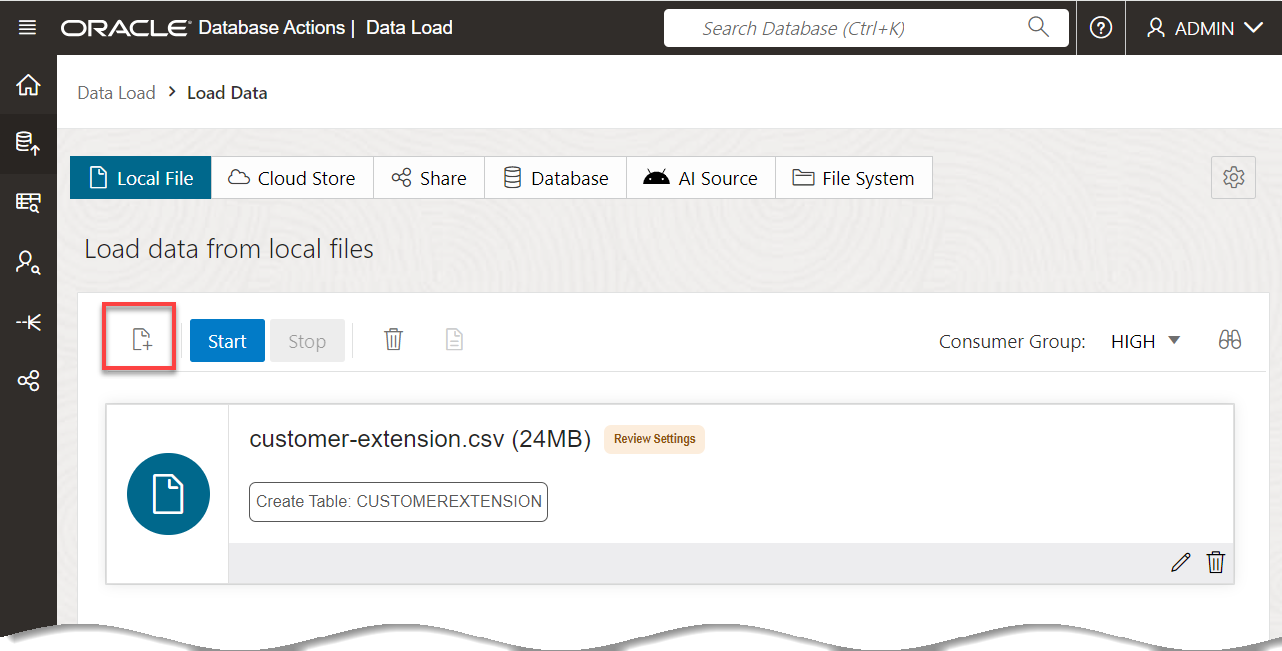 ORACLE® Database Actions | Data Load
Search Database (Ctrl+K)
ADMIN
Data Load > Load Data
Local File
Cloud Store
Share
Database
AI Source
File System
Load data from local files
Start
Stop
Consumer Group: HIGH
customer-extension.csv (24MB) Review Settings
Create Table: CUSTOMEREXTENSION